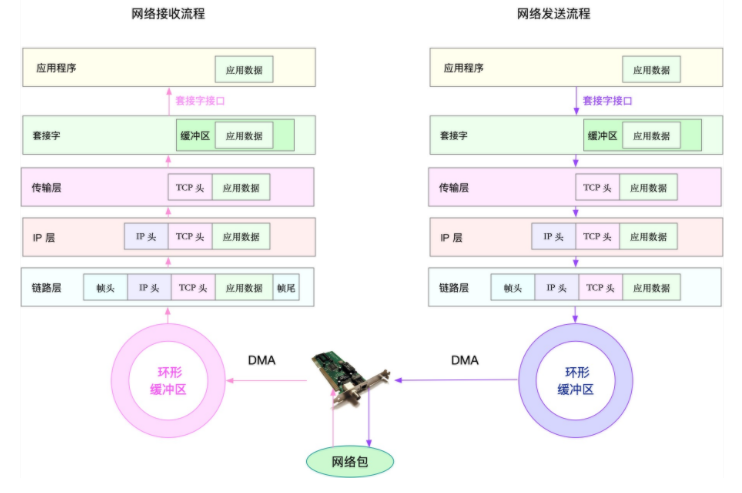 网络接收流程
网络发送流程
应用程序
应用数据
应用程序
应用数据
套接字接口
套接字接口
套接字
缓冲区
应用数据
套接字
缓冲区
应用数据
传输层
TCP 头
应用数据
传输层
TCP 头
应用数据
IP 层
IP 头
TCP 头
应用数据
IP 层
IP 头
TCP 头
应用数据
链路层
帧头
IP 头
TCP 头
应用数据
帧尾
链路层
帧头
IP 头
TCP 头
应用数据
环形
缓冲区
DMA
DMA
环形
缓冲区
网络包